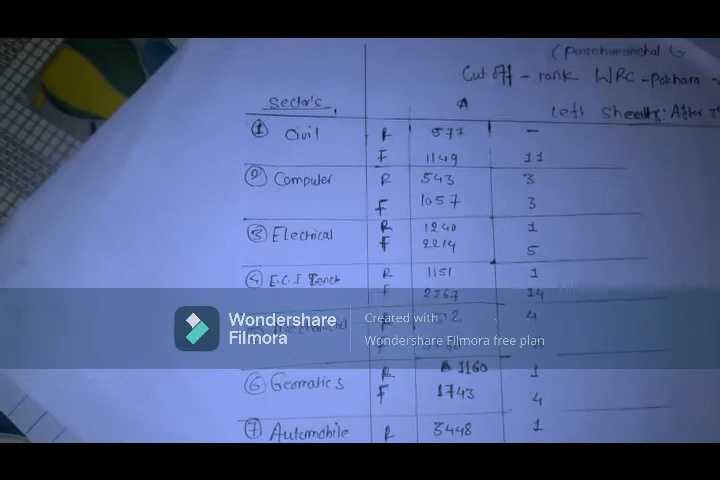 (Paschimanchal
Cut off - rank WRC - pokhara -
Sector's A Left Sheets: After
① Civil R 577 -
F 1149 11
② Computer R 543 3
F 1057 3
③ Electrical R 1240 1
F 2214 5
④ E.C.I R 1151 1
F 2267 14
R 4
⑥ Geomatics R 1160 1
F 1743 4
⑦ Automobile R 3448 1
Wondershare
Filmora
Created with
Wondershare Filmora free plan